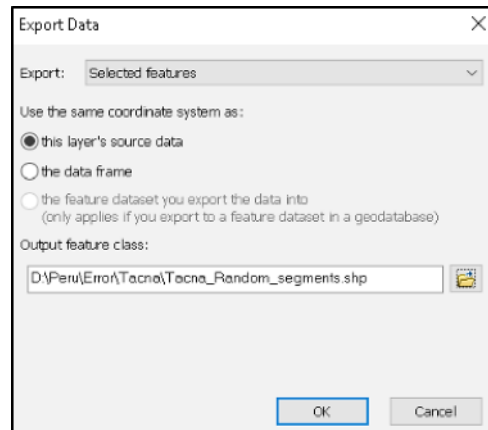 Export Data
Export: Selected features
Use the same coordinate system as:
this layer's source data
the data frame
the feature dataset you export the data into
(only applies if you export to a feature dataset in a geodatabase)
Output feature class:
D:\Peru\Error\Tacna\Tacna_Random_segments.shp
OK Cancel